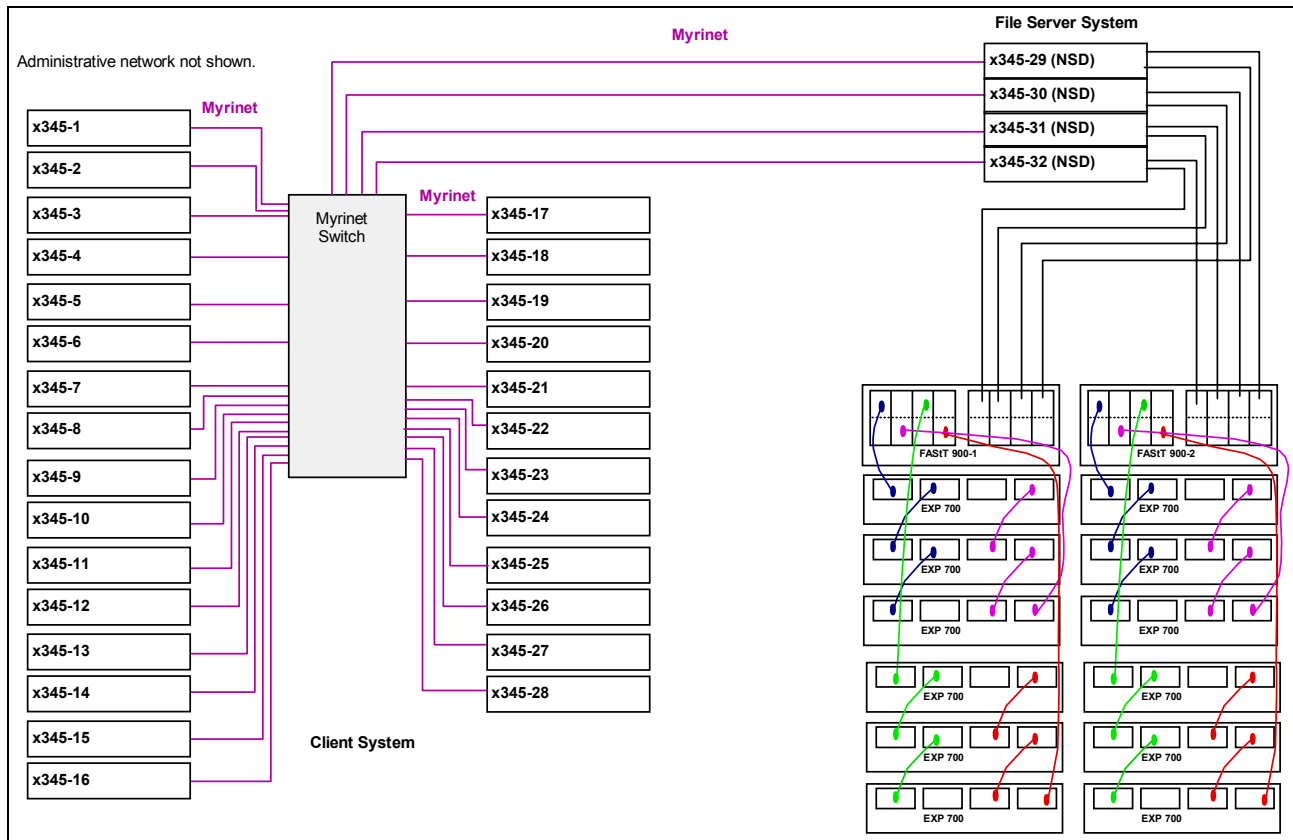 File Server System
Myrinet
Administrative network not shown.
x345-29 (NSD)
x345-30 (NSD)
x345-31 (NSD)
x345-32 (NSD)
Myrinet
x345-1
x345-2
x345-3
x345-4
x345-5
x345-6
x345-7
x345-8
x345-9
x345-10
x345-11
x345-12
x345-13
x345-14
x345-15
x345-16
Myrinet
Switch
Myrinet
x345-17
x345-18
x345-19
x345-20
x345-21
x345-22
x345-23
x345-24
x345-25
x345-26
x345-27
x345-28
Client System
FAStT 900-1
EXP 700
EXP 700
EXP 700
EXP 700
EXP 700
EXP 700
FAStT 900-2
EXP 700
EXP 700
EXP 700
EXP 700
EXP 700
EXP 700